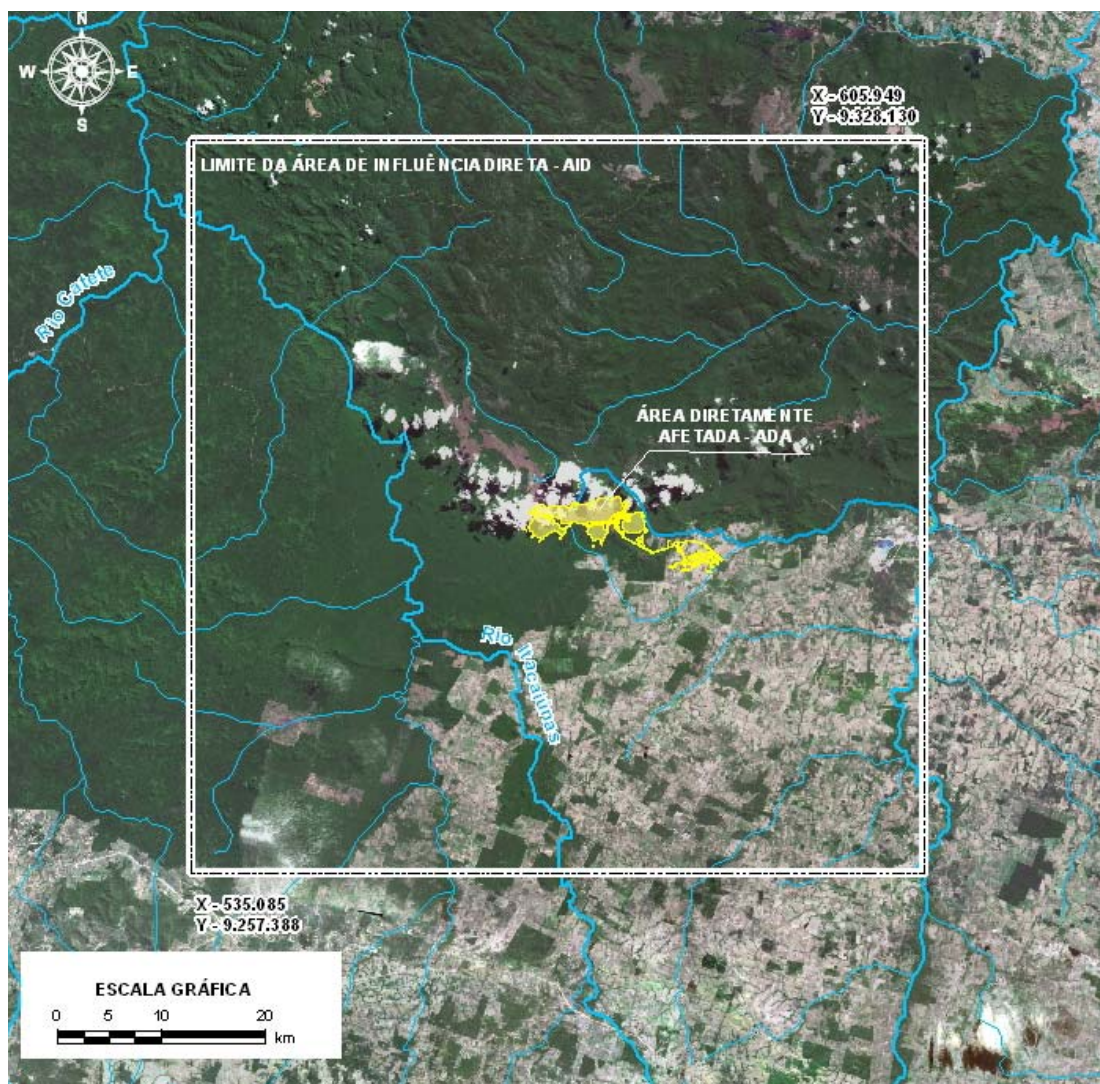 N
W E
S
X - 605.949
Y - 9.328.130
LIMITE DA ÁREA DE INFLUÊNCIA DIRETA - AID
Rio Catete
ÁREA DIRETAMENTE
AFETADA - ADA
Rio Itacaiúnas
X - 535.085
Y - 9.257.388
ESCALA GRÁFICA
0 5 10 20
km